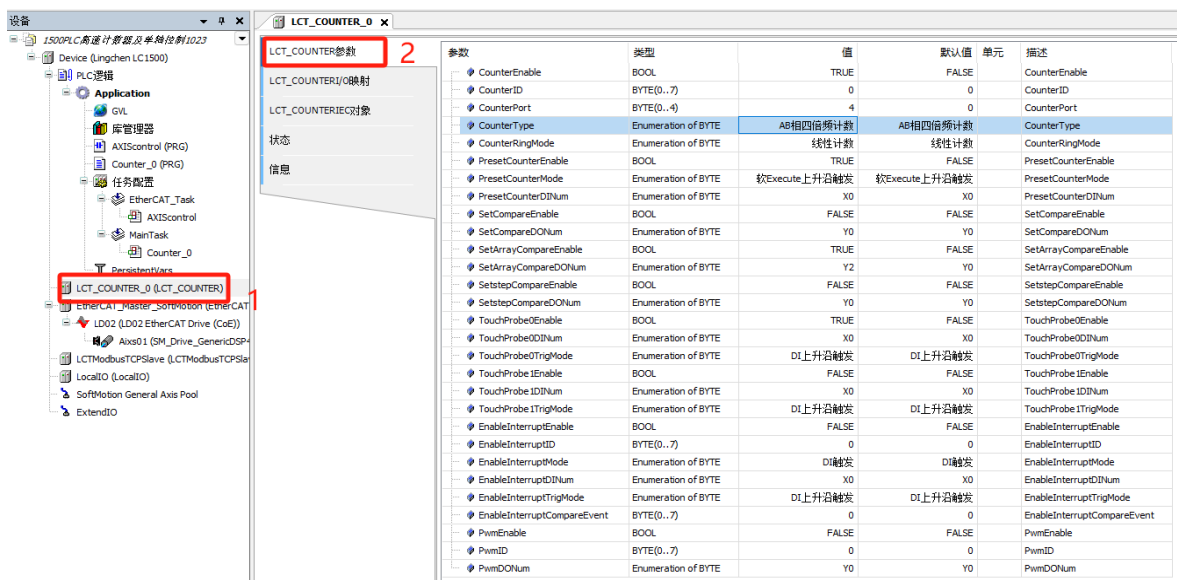 设备
1500PLC高速计数器及单轴控制1023
Device (Lingchen LC1500)
PLC逻辑
Application
GVL
库管理器
AXIScontrol (PRG)
Counter_0 (PRG)
任务配置
EtherCAT_Task
AXIScontrol
MainTask
Counter_0
PersistentVars
LCT_COUNTER_0 (LCT_COUNTER)
1
EtherCAT_Master_SoftMotion (EtherCAT
LD02 (LD02 EtherCAT Drive (CoE))
Aixs01 (SM_Drive_GenericDSP4
LCTModbusTCPSlave (LCTModbusTCPSla
LocalIO (LocalIO)
SoftMotion General Axis Pool
ExtendIO
LCT_COUNTER_0
LCT_COUNTER参数
2
LCT_COUNTERI/O映射
LCT_COUNTERIEC对象
状态
信息
参数 类型 值 默认值 单元 描述
CounterEnable BOOL TRUE FALSE CounterEnable
CounterID BYTE(0..7) 0 0 CounterID
CounterPort BYTE(0..4) 4 0 CounterPort
CounterType Enumeration of BYTE AB相四倍频计数 AB相四倍频计数 CounterType
CounterRingMode Enumeration of BYTE 线性计数 线性计数 CounterRingMode
PresetCounterEnable BOOL TRUE FALSE PresetCounterEnable
PresetCounterMode Enumeration of BYTE 软Execute上升沿触发 软Execute上升沿触发 PresetCounterMode
PresetCounterDINum Enumeration of BYTE X0 X0 PresetCounterDINum
SetCompareEnable BOOL FALSE FALSE SetCompareEnable
SetCompareDONum Enumeration of BYTE Y0 Y0 SetCompareDONum
SetArrayCompareEnable BOOL TRUE FALSE SetArrayCompareEnable
SetArrayCompareDONum Enumeration of BYTE Y2 Y0 SetArrayCompareDONum
SetstepCompareEnable BOOL FALSE FALSE SetstepCompareEnable
SetstepCompareDONum Enumeration of BYTE Y0 Y0 SetstepCompareDONum
TouchProbe0Enable BOOL TRUE FALSE TouchProbe0Enable
TouchProbe0DINum Enumeration of BYTE X0 X0 TouchProbe0DINum
TouchProbe0TrigMode Enumeration of BYTE DI上升沿触发 DI上升沿触发 TouchProbe0TrigMode
TouchProbe1Enable BOOL FALSE FALSE TouchProbe1Enable
TouchProbe1DINum Enumeration of BYTE X0 X0 TouchProbe1DINum
TouchProbe1TrigMode Enumeration of BYTE DI上升沿触发 DI上升沿触发 TouchProbe1TrigMode
EnableInterruptEnable BOOL FALSE FALSE EnableInterruptEnable
EnableInterruptID BYTE(0..7) 0 0 EnableInterruptID
EnableInterruptMode Enumeration of BYTE DI触发 DI触发 EnableInterruptMode
EnableInterruptDINum Enumeration of BYTE X0 X0 EnableInterruptDINum
EnableInterruptTrigMode Enumeration of BYTE DI上升沿触发 DI上升沿触发 EnableInterruptTrigMode
EnableInterruptCompareEvent BYTE(0..7) 0 0 EnableInterruptCompareEvent
PwmEnable BOOL FALSE FALSE PwmEnable
PwmID BYTE(0..7) 0 0 PwmID
PwmDONum Enumeration of BYTE Y0 Y0 PwmDONum